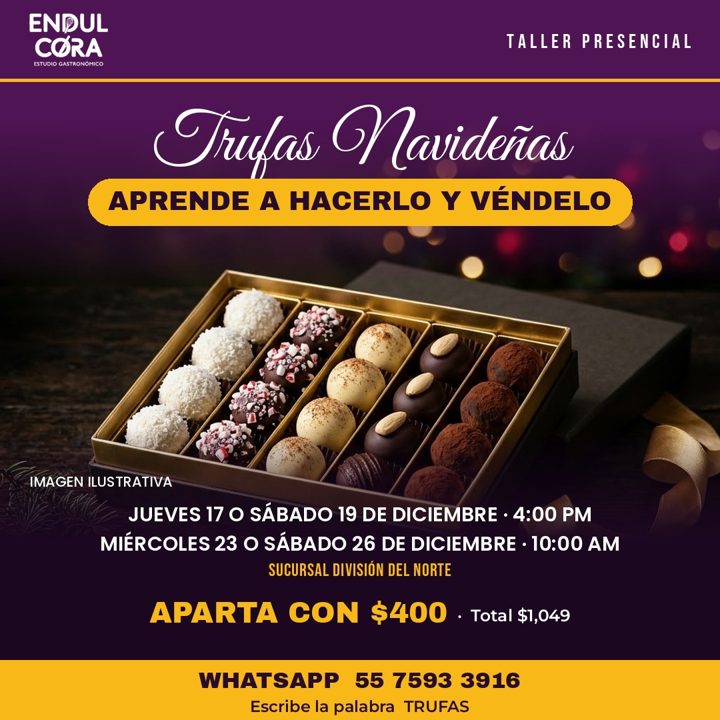 ENDUL
CORA
ESTUDIO GASTRONÓMICO
TALLER PRESENCIAL
Trufas Navideñas
APRENDE A HACERLO Y VÉNDELO
IMAGEN ILUSTRATIVA
JUEVES 17 O SÁBADO 19 DE DICIEMBRE · 4:00 PM
MIÉRCOLES 23 O SÁBADO 26 DE DICIEMBRE · 10:00 AM
SUCURSAL DIVISIÓN DEL NORTE
APARTA CON $400 · Total $1,049
WHATSAPP 55 7593 3916
Escribe la palabra TRUFAS